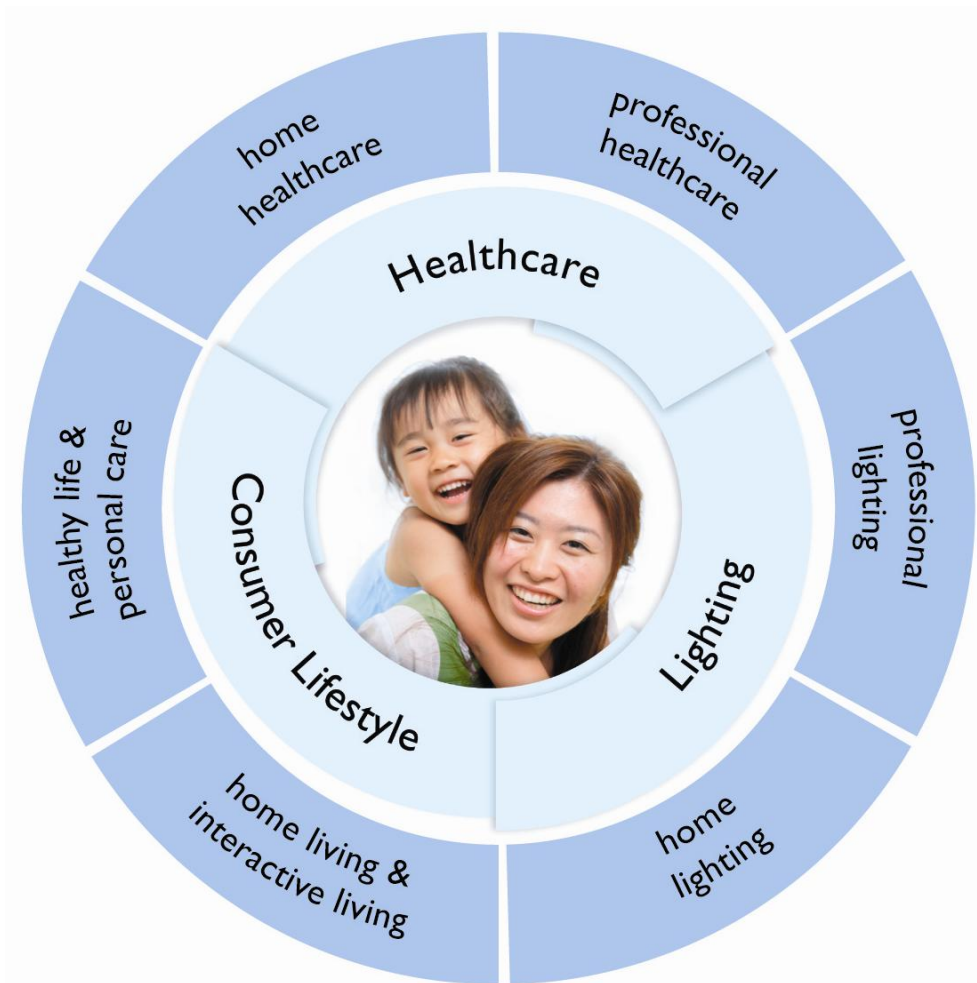 home
healthcare
professional
healthcare
Healthcare
healthy life &
personal care
Consumer Lifestyle
Lighting
professional
lighting
home living &
interactive living
home
lighting